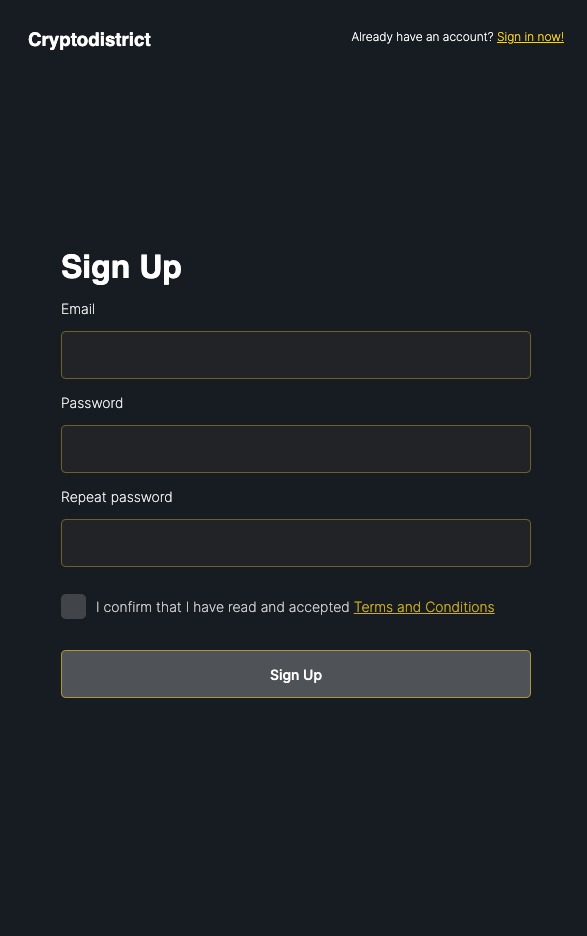 Cryptodistrict
Already have an account? Sign in now!
Sign Up
Email
Password
Repeat password
I confirm that I have read and accepted Terms and Conditions
Sign Up